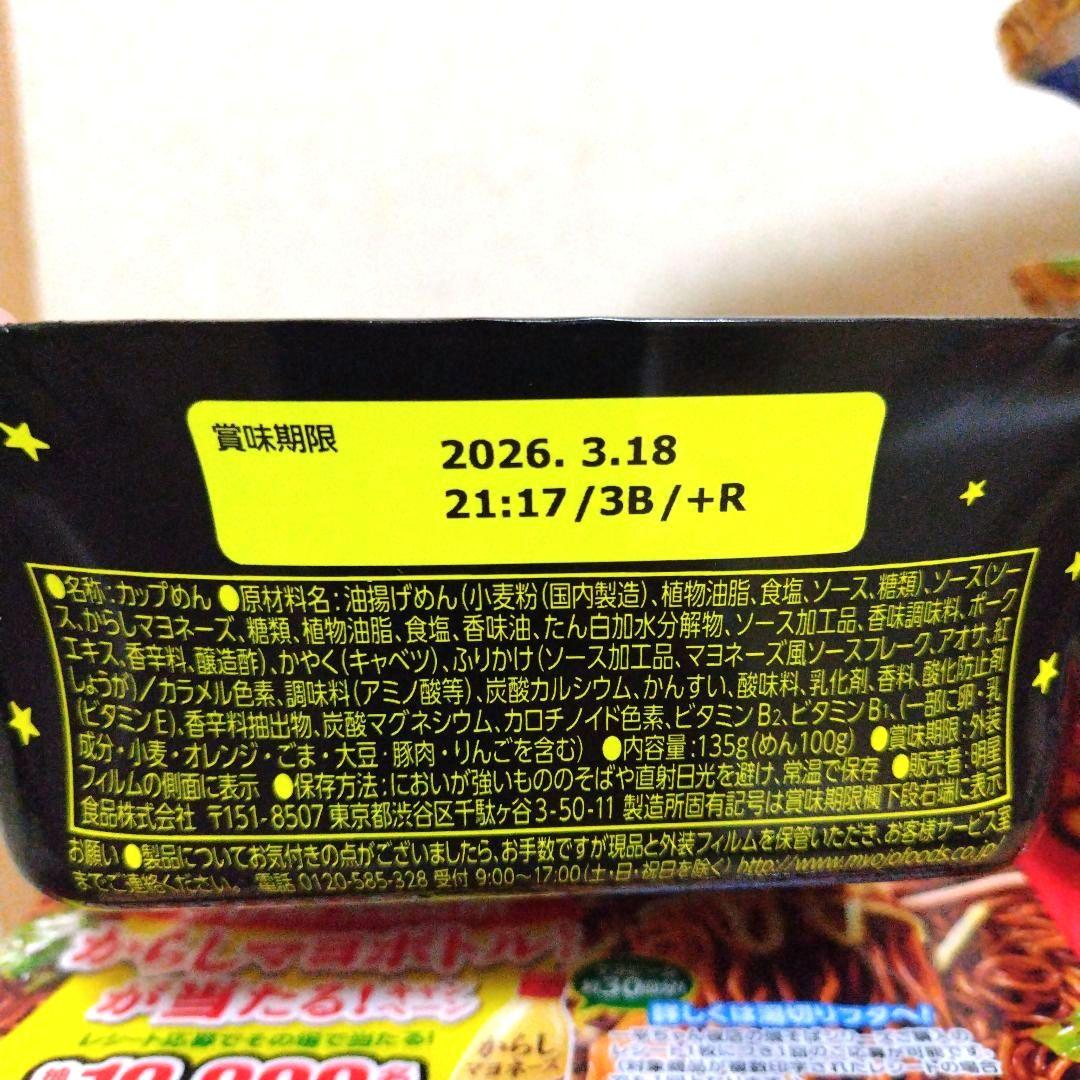 賞味期限
2026. 3.18
21:17/3B/+R
●名称:カップめん ●原材料名:油揚げめん(小麦粉(国内製造)、植物油脂、食塩、ソース、糖類)、ソース(ソー
ス、からしマヨネーズ、糖類、植物油脂、食塩、香味油、たん白加水分解物、ソース加工品、香味調味料、ポーク
エキス、香辛料、醸造酢)、かやく(キャベツ)、ふりかけ(ソース加工品、マヨネーズ風ソースフレーク、アオサ、紅
しょうが)/カラメル色素、調味料(アミノ酸等)、炭酸カルシウム、かんすい、酸味料、乳化剤、香料、酸化防止剤
(ビタミンE)、香辛料抽出物、炭酸マグネシウム、カロチノイド色素、ビタミンB2、ビタミンB1、(一部に卵・乳
成分・小麦・オレンジ・ごま・大豆・豚肉・りんごを含む) ●内容量:135g(めん100g) ●賞味期限:外装
フィルムの側面に表示 ●保存方法:においが強いもののそばや直射日光を避け、常温で保存 ●販売者:明星
食品株式会社 〒151-8507 東京都渋谷区千駄ヶ谷3-50-11 製造所固有記号は賞味期限欄下段右端に表示
お願い ●製品についてお気付きの点がございましたら、お手数ですが現品と外装フィルムを保管いただき、お客様サービス室
までご連絡ください。 電話 0120-585-328 受付 9:00〜17:00(土・日・祝日を除く) http://www.myojofoods.co.jp/
からしマヨボトル
が当たる!キャンペーン
約30倍
詳しくは湯切りフタへ!
からし
マヨネーズ
10,000名